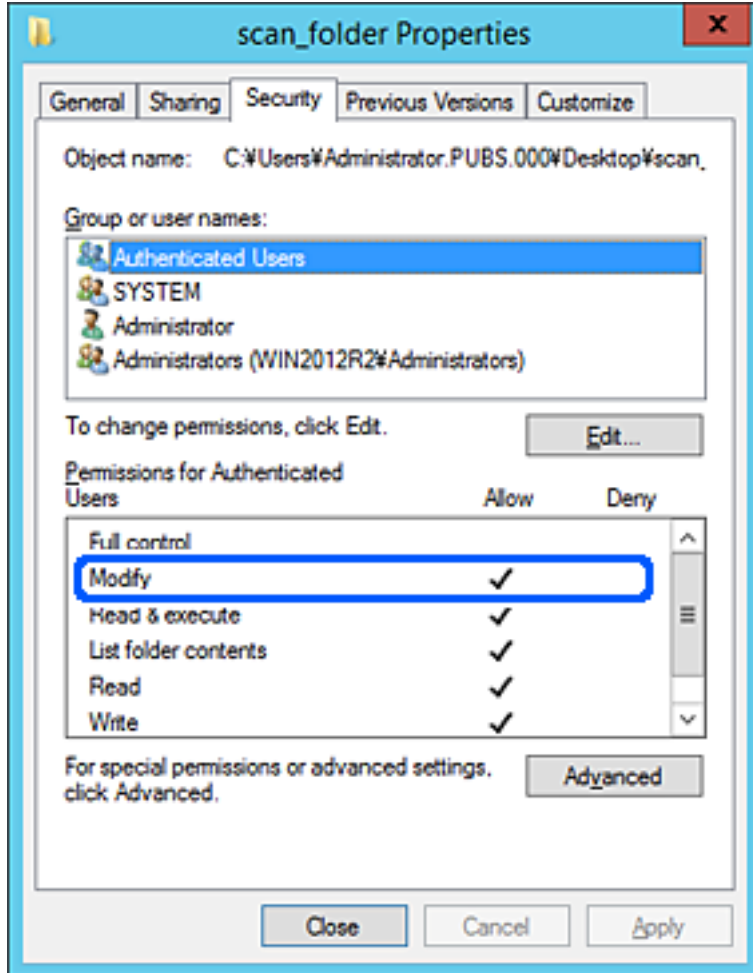 scan_folder Properties
x
General Sharing Security Previous Versions Customize
Object name: C:¥Users¥Administrator.PUBS.000¥Desktop¥scan_
Group or user names:
Authenticated Users
SYSTEM
Administrator
Administrators (WIN2012R2¥Administrators)
To change permissions, click Edit.
Edit...
Permissions for Authenticated
Users Allow Deny
Full control
Modify
Read & execute
List folder contents
Read
Write
For special permissions or advanced settings,
click Advanced.
Advanced
Close Cancel Apply